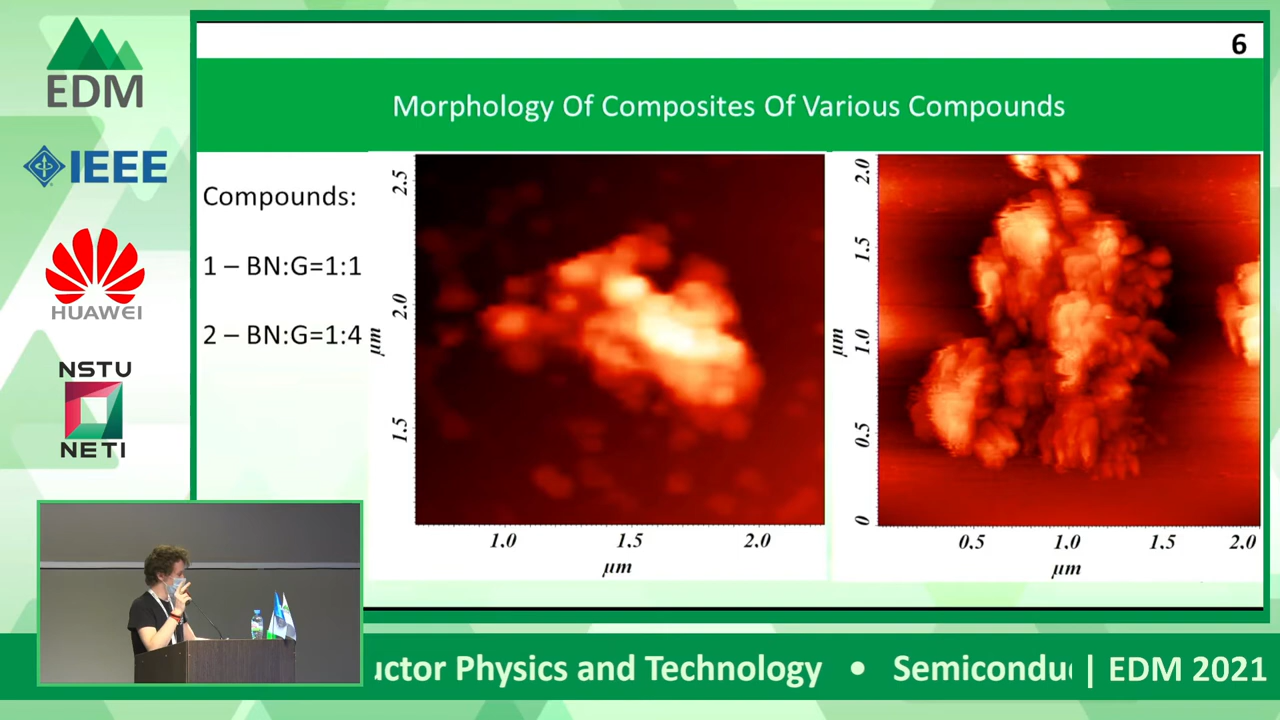 EDM
IEEE
HUAWEI
NSTU
NETI
6
Morphology Of Composites Of Various Compounds
Compounds:
1 – BN:G=1:1
2 – BN:G=1:4
2.5
2.0
1.5
µm
1.0 1.5 2.0
µm
2.0
1.5
1.0
0.5
0
µm
0.5 1.0 1.5 2.0
µm
uctor Physics and Technology • Semicondu | EDM 2021